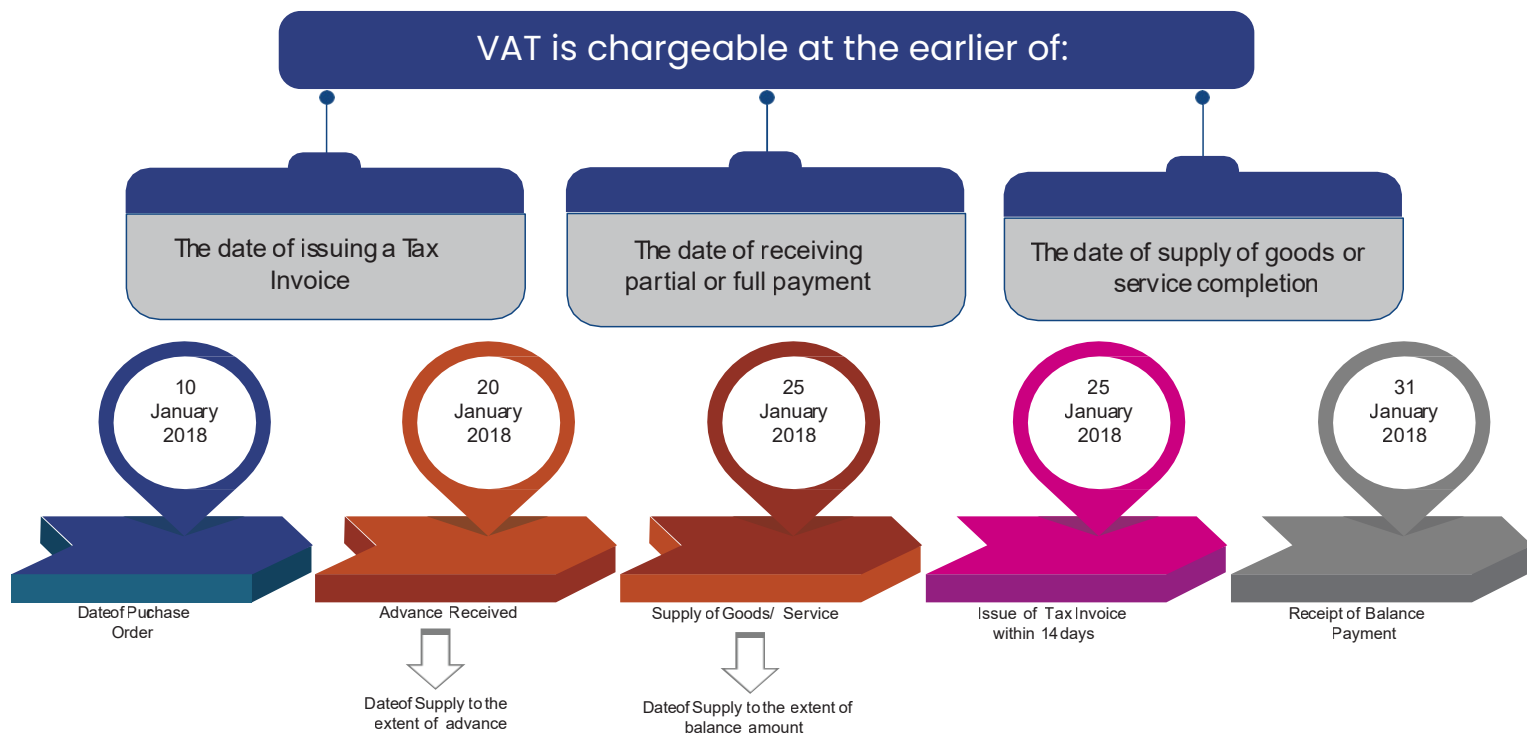 VAT is chargeable at the earlier of:
The date of issuing a Tax
Invoice
The date of receiving
partial or full payment
The date of supply of goods or
service completion
10
January
2018
20
January
2018
25
January
2018
25
January
2018
31
January
2018
Dateof Purchase
Order
Advance Received
Supply of Goods/ Service
Issue of Tax Invoice
within 14 days
Receipt of Balance
Payment
Dateof Supply to the
extent of advance
Dateof Supply to the extent of
balance amount